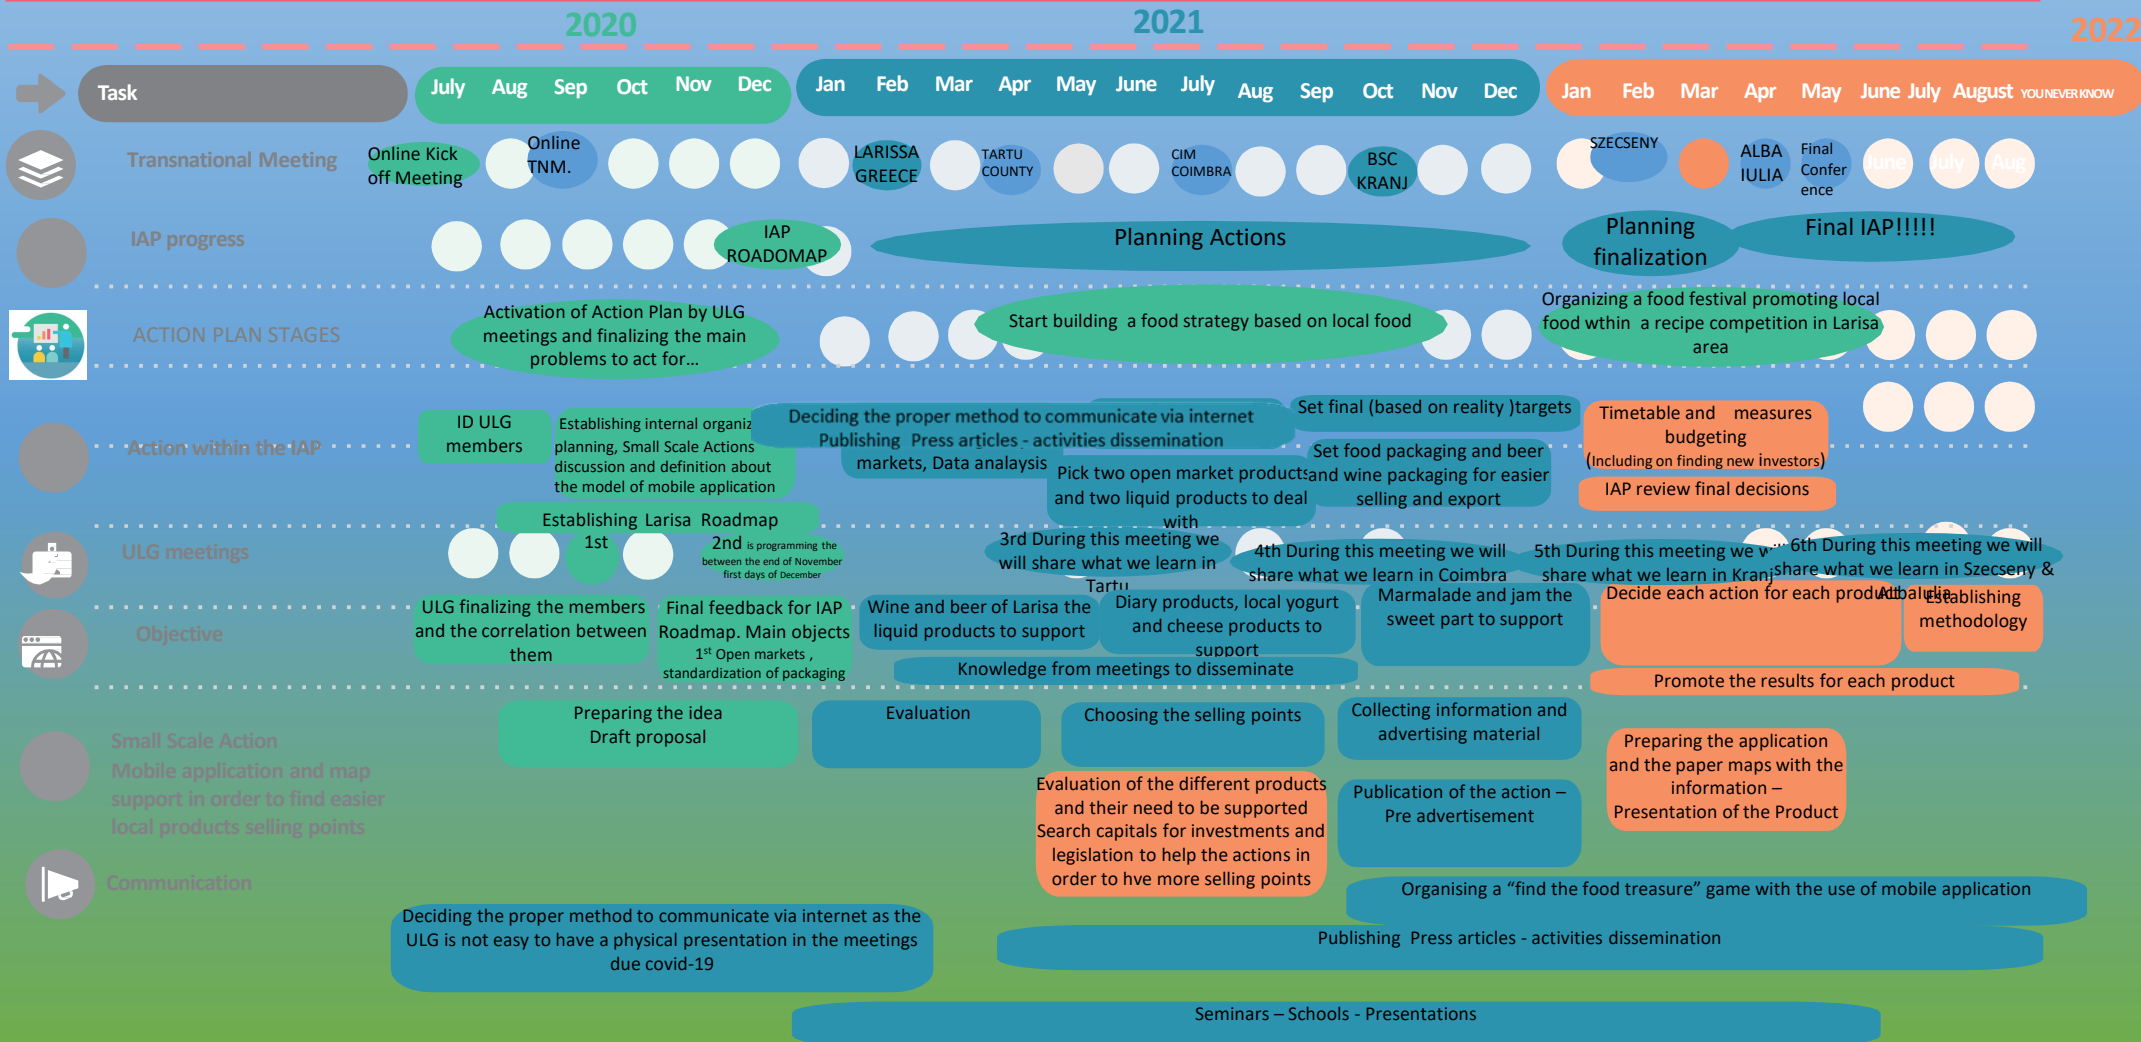 2020
2021
2022
Task
July Aug Sep Oct Nov Dec
Jan Feb Mar Apr May June July Aug Sep Oct Nov Dec
Jan Feb Mar Apr May June July August YOU NEVER KNOW
Transnational Meeting
Online Kick
off Meeting
Online
TNM.
LARISSA
GREECE
TARTU
COUNTY
CIM
COIMBRA
BSC
KRANJ
SZECSENY
ALBA
IULIA
Final
Confer
ence
June
July
Aug
IAP progress
IAP
ROADOMAP
Planning Actions
Planning
finalization
Final IAP!!!!!
ACTION PLAN STAGES
Activation of Action Plan by ULG
meetings and finalizing the main
problems to act for...
Start building a food strategy based on local food
Organizing a food festival promoting local
food wthin a recipe competition in Larisa
area
Action within the IAP
ID ULG
members
Establishing internal organiz
planning, Small Scale Actions
discussion and definition about
the model of mobile application
Establishing Larisa Roadmap
Deciding the proper method to communicate via internet
Publishing Press articles - activities dissemination
markets, Data analaysis
Pick two open market products
and two liquid products to deal
with
Set final (based on reality )targets
Set food packaging and beer
and wine packaging for easier
selling and export
Timetable and measures
budgeting
(Including on finding new investors)
IAP review final decisions
ULG meetings
1st
2nd is programming the
between the end of November
first days of December
3rd During this meeting we
will share what we learn in
Tartu
4th During this meeting we will
share what we learn in Coimbra
5th During this meeting we
share what we learn in Kranj
6th During this meeting we will
share what we learn in Szecseny &
AlbaIulia
Objective
ULG finalizing the members
and the correlation between
them
Final feedback for IAP
Roadmap. Main objects
1st Open markets ,
standardization of packaging
Wine and beer of Larisa the
liquid products to support
Diary products, local yogurt
and cheese products to
support
Marmalade and jam the
sweet part to support
Decide each action for each product
Establishing
methodology
Knowledge from meetings to disseminate
Promote the results for each product
Small Scale Action
Mobile application and map
support in order to find easier
local products selling points
Preparing the idea
Draft proposal
Evaluation
Choosing the selling points
Collecting information and
advertising material
Preparing the application
and the paper maps with the
information –
Presentation of the Product
Evaluation of the different products
and their need to be supported
Search capitals for investments and
legislation to help the actions in
order to hve more selling points
Publication of the action –
Pre advertisement
Communication
Organising a “find the food treasure” game with the use of mobile application
Deciding the proper method to communicate via internet as the
ULG is not easy to have a physical presentation in the meetings
due covid-19
Publishing Press articles - activities dissemination
Seminars – Schools - Presentations